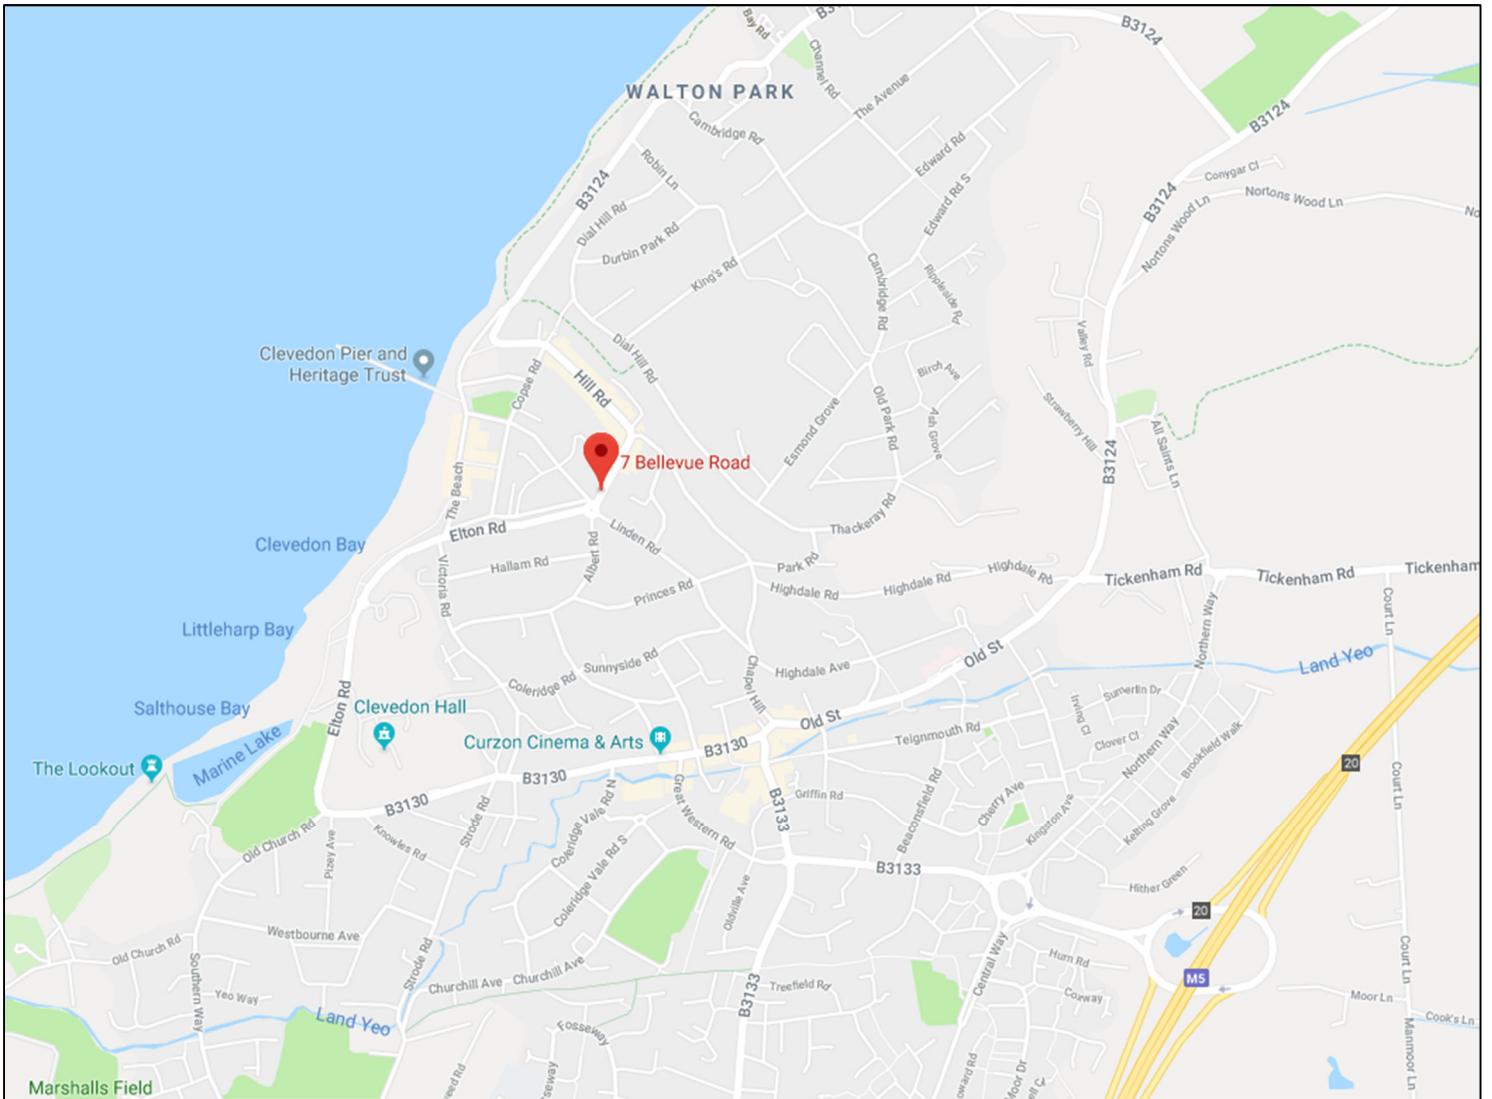 Bay Rd
B3124
Channel Rd
WALTON PARK
The Avenue
B3124
Cambridge Rd
Edward Rd
Conygar Cl
Robin Ln
B3124
Edward Rd S
B3124
Nortons Wood Ln
Nortons Wood Ln
Dial Hill Rd
Durbin Park Rd
King's Rd
Cambridge Rd
Rippleside Rd
Clevedon Pier and
Heritage Trust
Dial Hill Rd
Valley Rd
Copse Rd
Hill Rd
Birch Ave
Old Park Rd
Ash Grove
Esmond Grove
Strawberry Hill
All Saints Ln
B3124
7 Bellevue Road
The Beach
Elton Rd
Linden Rd
Thackeray Rd
Clevedon Bay
Hallam Rd
Albert Rd
Victoria Rd
Park Rd
Princes Rd
Highdale Rd
Highdale Rd
Highdale Rd
Tickenham Rd
Tickenham Rd
Tickenham
Court Ln
Littleharp Bay
Northern Way
Old St
Land Yeo
Sunnyside Rd
Coleridge Rd
Chapel Hill
Highdale Ave
Salthouse Bay
Elton Rd
Clevedon Hall
Sumerlin Dr
Irving Cl
Clover Cl
Northern Way
Brookfield Walk
Old St
Teignmouth Rd
Curzon Cinema & Arts
B3130
B3130
B3130
Marine Lake
The Lookout
20
Court Ln
Great Western Rd
Griffin Rd
B3133
Beaconsfield Rd
Cherry Ave
Kingston Ave
Kelting Grove
Old Church Rd
Pizey Ave
Knowles Rd
Strode Rd
Coleridge Vale Rd N
Coleridge Vale Rd S
B3133
Hither Green
Oldville Ave
20
Westbourne Ave
Old Church Rd
Strode Rd
Southern Way
Churchill Ave
Churchill Ave
Central Way
Hum Rd
Court Ln
M5
Yeo Way
Land Yeo
B3133
Treefield Rd
Coxway
Moor Ln
Cook's Ln
Fosseway
Manmoor Ln
Marshalls Field